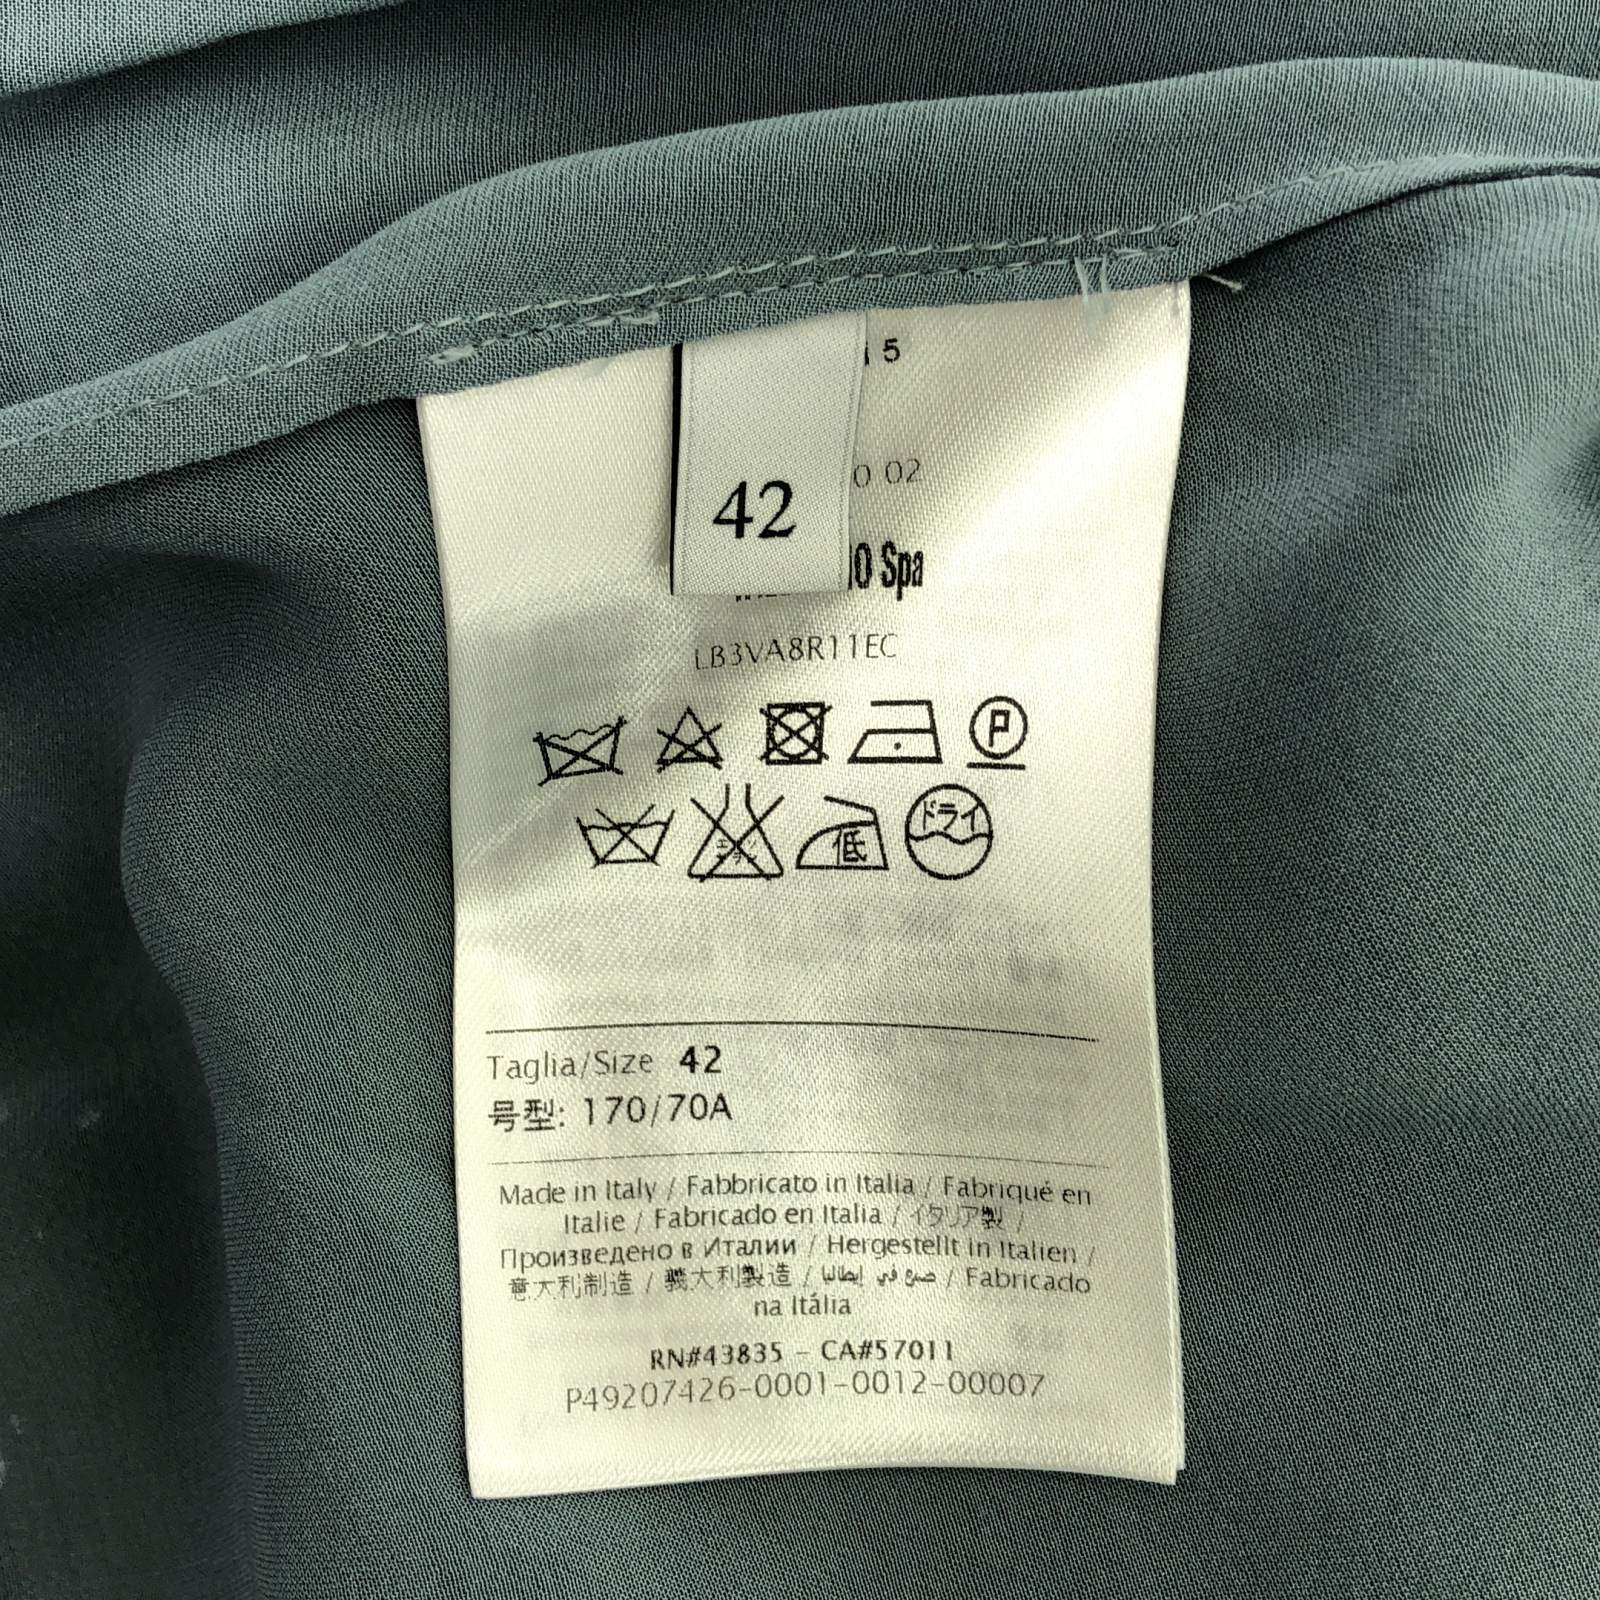 5
42
0 02
O Spa
LB3VA8R11EC
P
ドライ
低
Taglia/Size 42
号型: 170/70A
Made in Italy / Fabbricato in Italia / Fabriqué en
Italie / Fabricado en Italia / イタリア製 /
Произведено в Италии / Hergestellt in Italien /
意大利制造 / 義大利製造 / صنع في إيطاليا / Fabricado
na Itália
RN#43835 - CA#57011
P49207426-0001-0012-00007